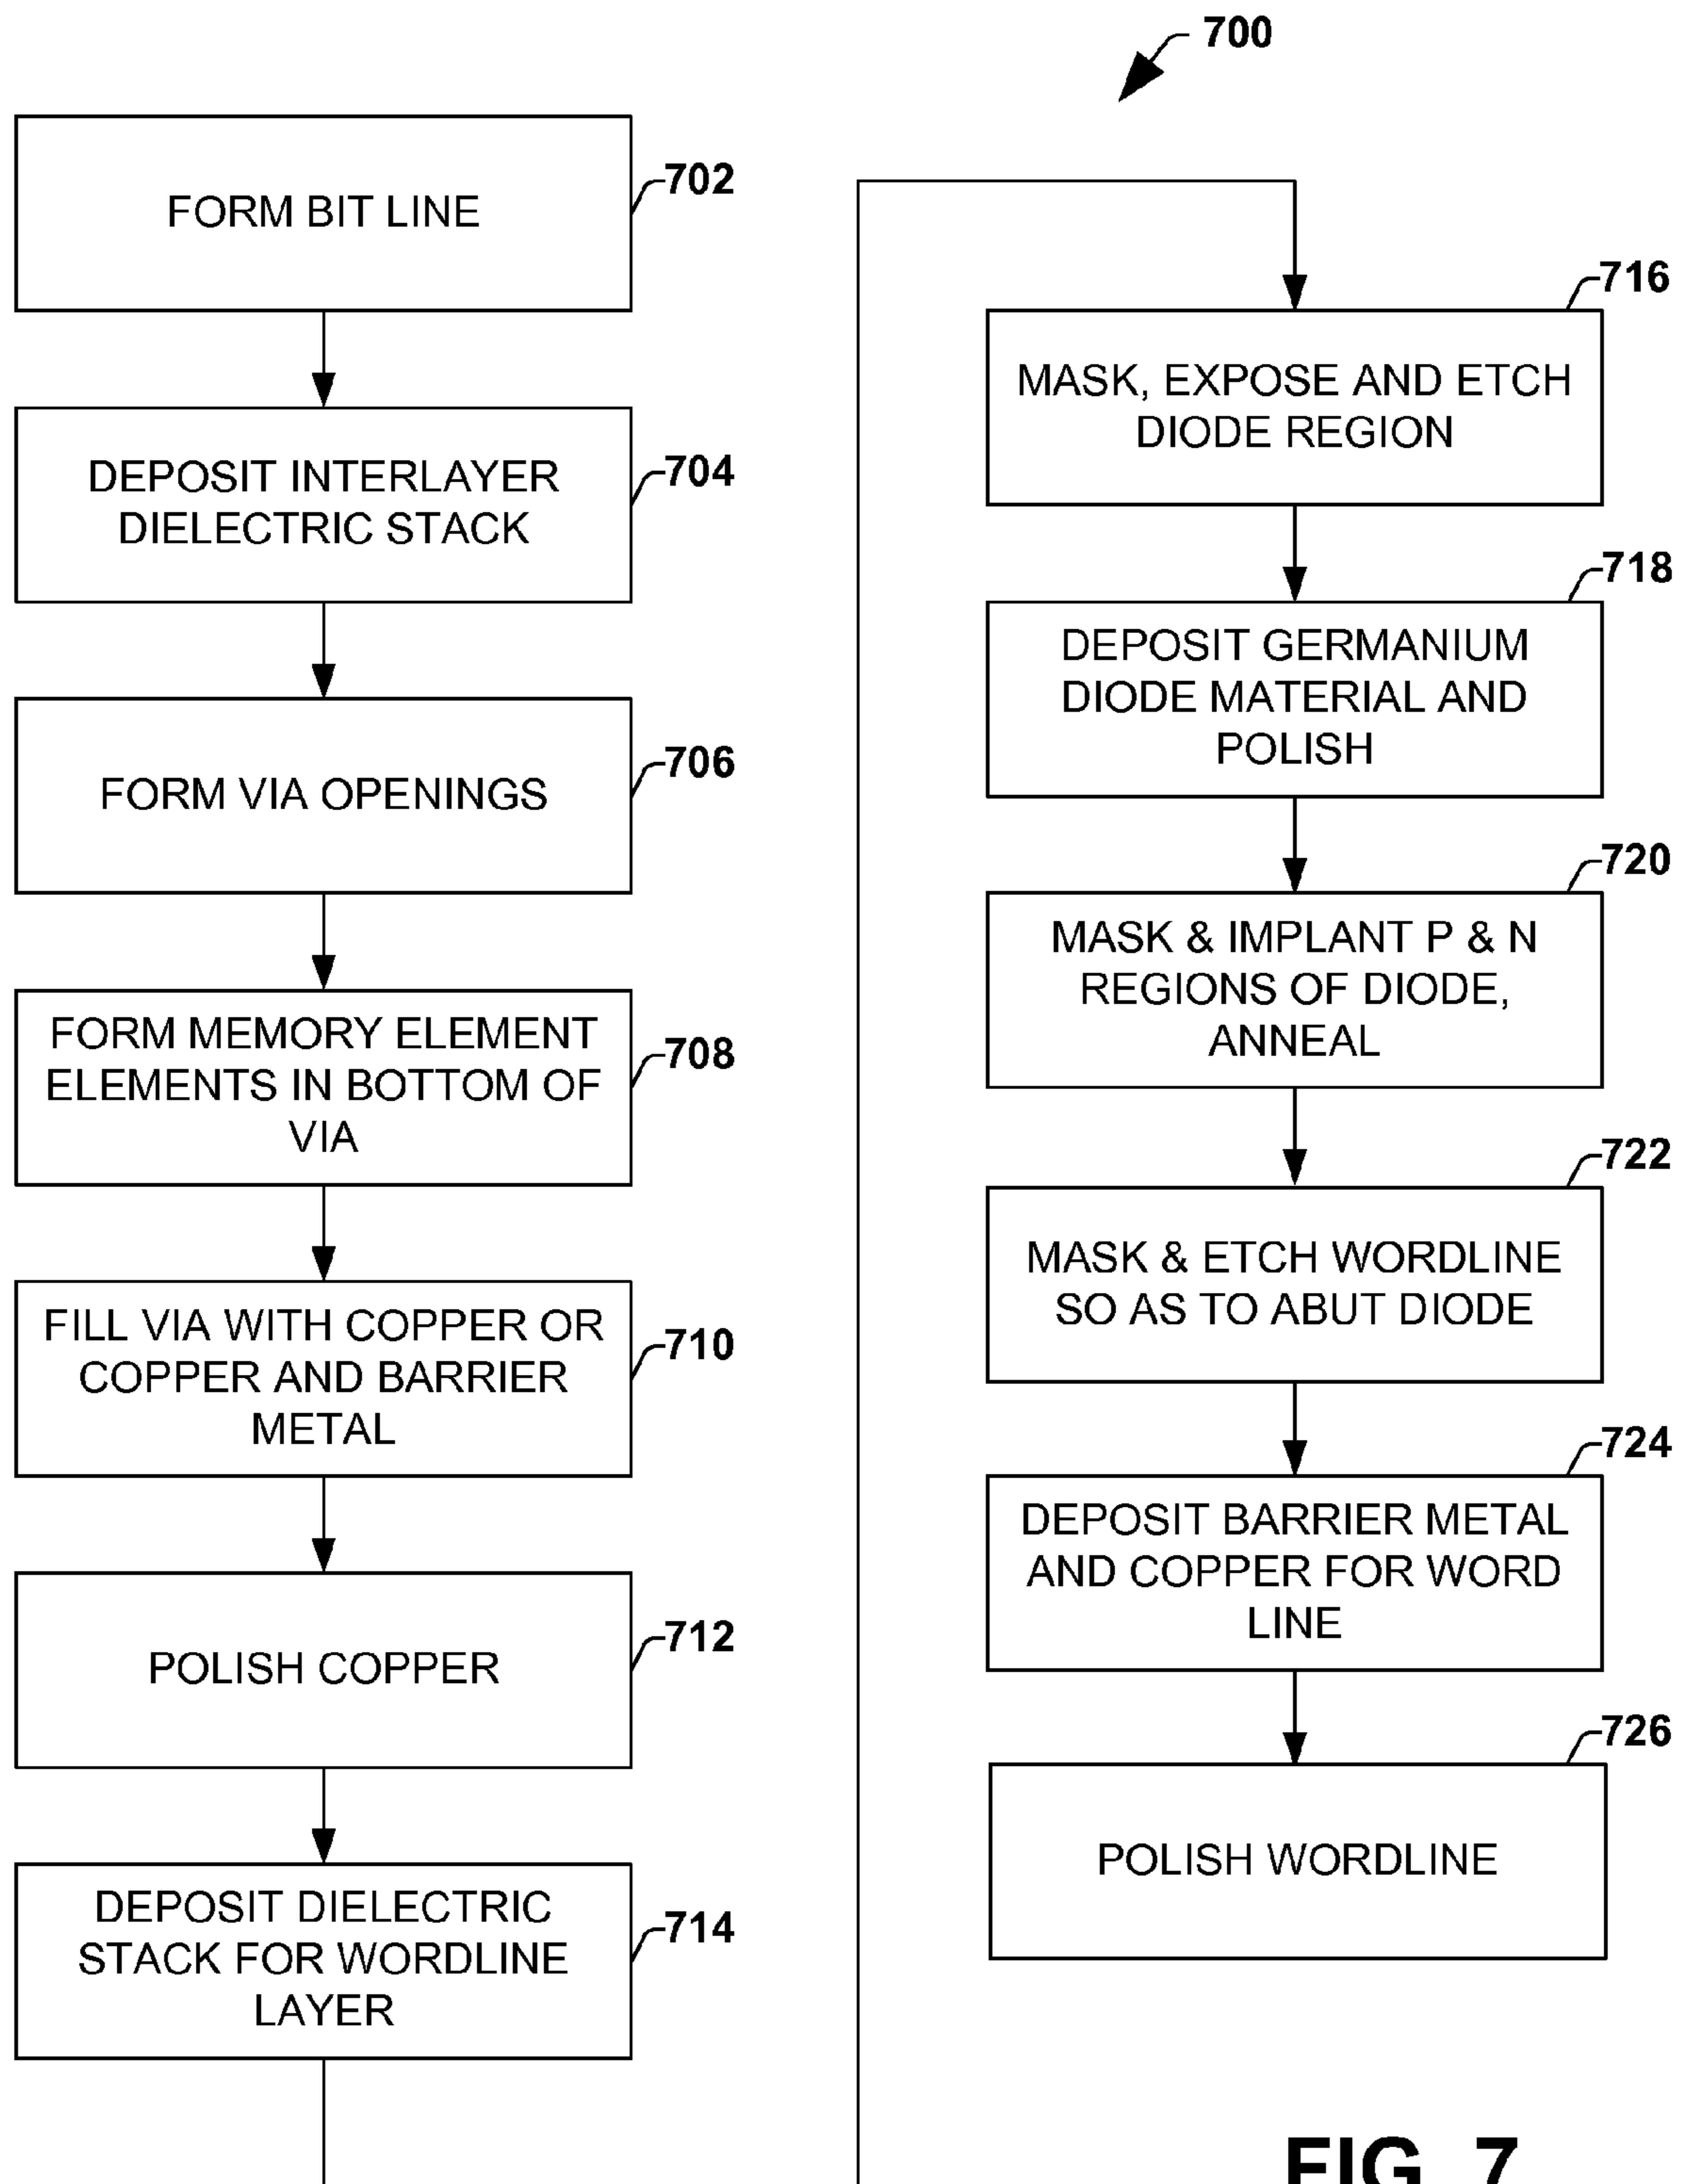 700
FORM BIT LINE
702
DEPOSIT INTERLAYER
DIELECTRIC STACK
704
FORM VIA OPENINGS
706
FORM MEMORY ELEMENT
ELEMENTS IN BOTTOM OF
VIA
708
FILL VIA WITH COPPER OR
COPPER AND BARRIER
METAL
710
POLISH COPPER
712
DEPOSIT DIELECTRIC
STACK FOR WORDLINE
LAYER
714
716
MASK, EXPOSE AND ETCH
DIODE REGION
718
DEPOSIT GERMANIUM
DIODE MATERIAL AND
POLISH
720
MASK & IMPLANT P & N
REGIONS OF DIODE,
ANNEAL
722
MASK & ETCH WORDLINE
SO AS TO ABUT DIODE
724
DEPOSIT BARRIER METAL
AND COPPER FOR WORD
LINE
726
POLISH WORDLINE
FIG. 7